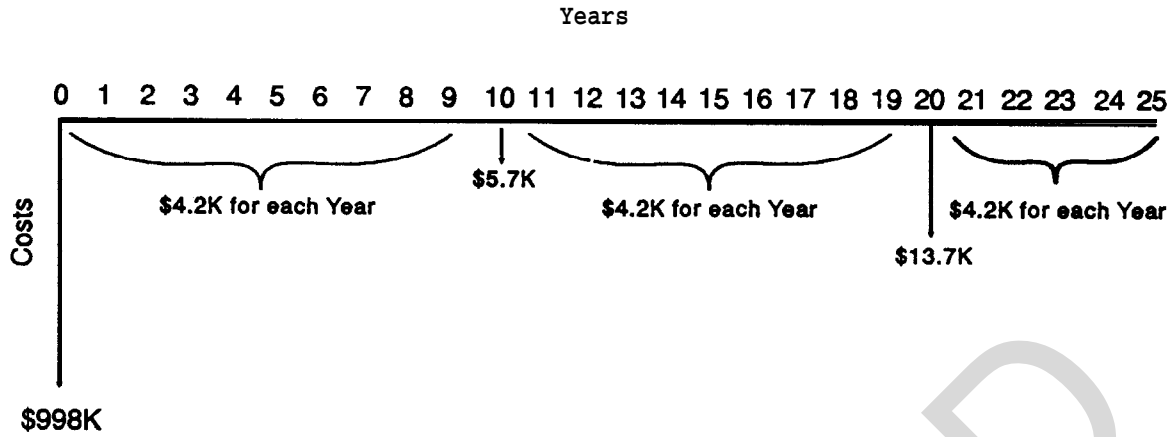 Years
0 1 2 3 4 5 6 7 8 9 10 11 12 13 14 15 16 17 18 19 20 21 22 23 24 25
$5.7K
$4.2K for each Year $4.2K for each Year $4.2K for each Year
Costs
$13.7K
$998K